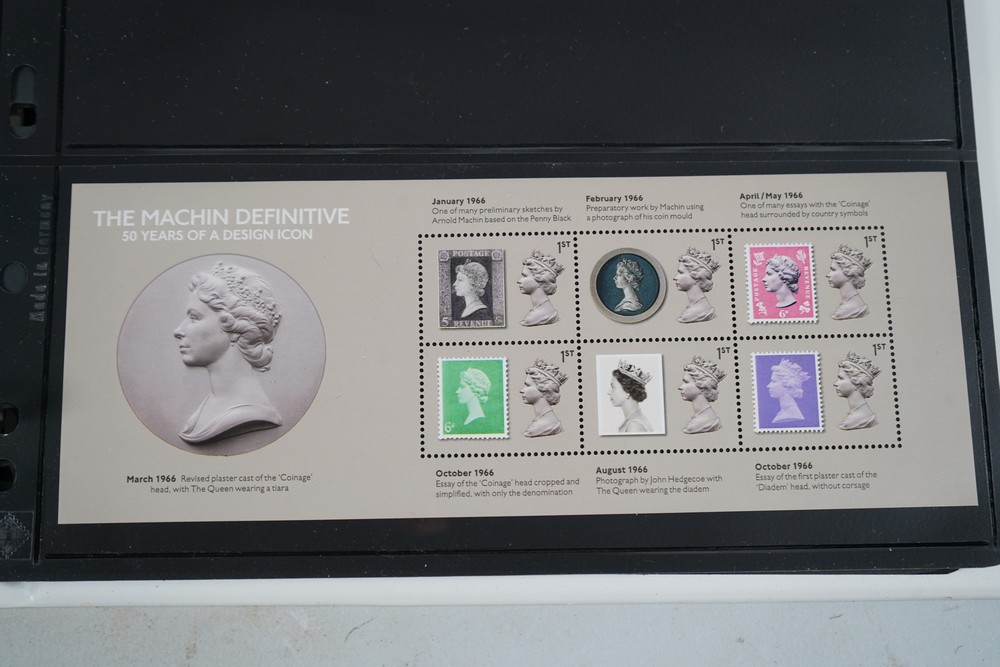 THE MACHIN DEFINITIVE
50 YEARS OF A DESIGN ICON
March 1966 Revised plaster cast of the 'Coinage'
head, with The Queen wearing a tiara
January 1966
One of many preliminary sketches by
Arnold Machin based on the Penny Black
February 1966
Preparatory work by Machin using
a photograph of his coin mould
April/May 1966
One of many essays with the 'Coinage'
head surrounded by country symbols
POSTAGE
5D
REVENUE
1ST
1ST
POSTAGE
REVENUE
6D
1ST
6D
1ST
1ST
1ST
October 1966
Essay of the 'Coinage' head cropped and
simplified, with only the denomination
August 1966
Photograph by John Hedgecoe with
The Queen wearing the diadem
October 1966
Essay of the first plaster cast of the
'Diadem' head, without corsage
Made in Germany